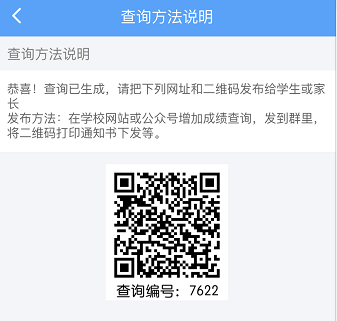 查询方法说明
查询方法说明
恭喜！查询已生成，请把下列网址和二维码发布给学生或家
长
发布方法：在学校网站或公众号增加成绩查询，发到群里，
将二维码打印通知书下发等。
查询编号：7622